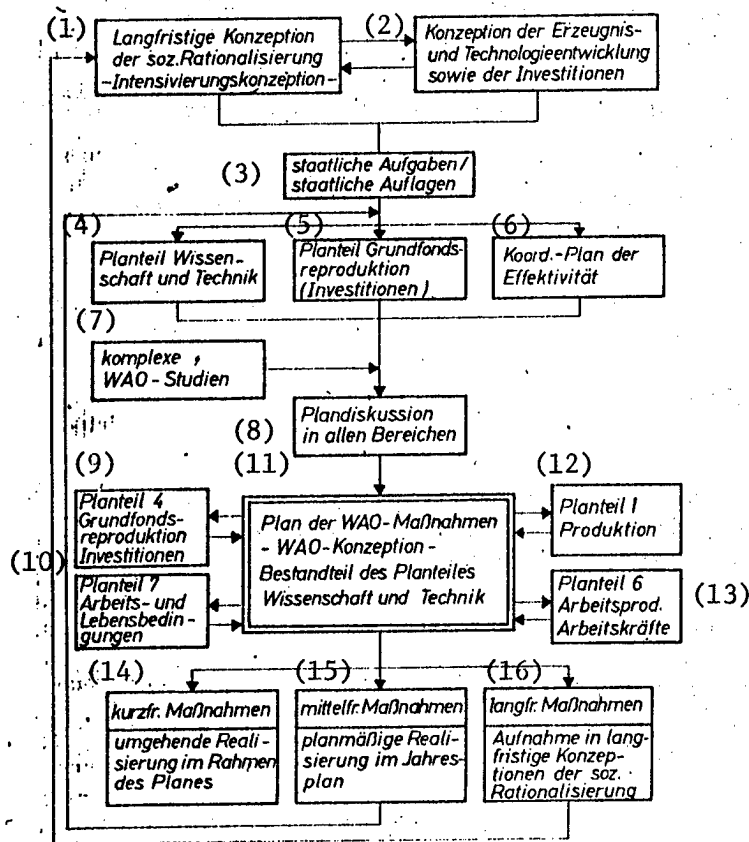 (1)
Langfristige Konzeption
der soz. Rationalisierung
-Intensivierungskonzeption-
(2)
Konzeption der Erzeugnis-
und Technologieentwicklung
sowie der Investitionen
(3)
staatliche Aufgaben/
staatliche Auflagen
(4)
Planteil Wissen-
schaft und Technik
(5)
Planteil Grundfonds-
reproduktion
(Investitionen)
(6)
Koord.-Plan der
Effektivität
(7)
komplexe
WAO-Studien
(8)
Plandiskussion
in allen Bereichen
(9)
Planteil 4
Grundfonds-
reproduktion
Investitionen
(10)
Planteil 7
Arbeits- und
Lebensbedin-
gungen
(11)
Plan der WAO-Maßnahmen
- WAO-Konzeption -
Bestandteil des Planteiles
Wissenschaft und Technik
(12)
Planteil 1
Produktion
(13)
Planteil 6
Arbeitsprod.
Arbeitskräfte
(14)
kurzfr. Maßnahmen
umgehende Reali-
sierung im Rahmen
des Planes
(15)
mittelfr. Maßnahmen
planmäßige Reali-
sierung im Jahres-
plan
(16)
langfr. Maßnahmen
Aufnahme in lang-
fristige Konzep-
tionen der soz.
Rationalisierung